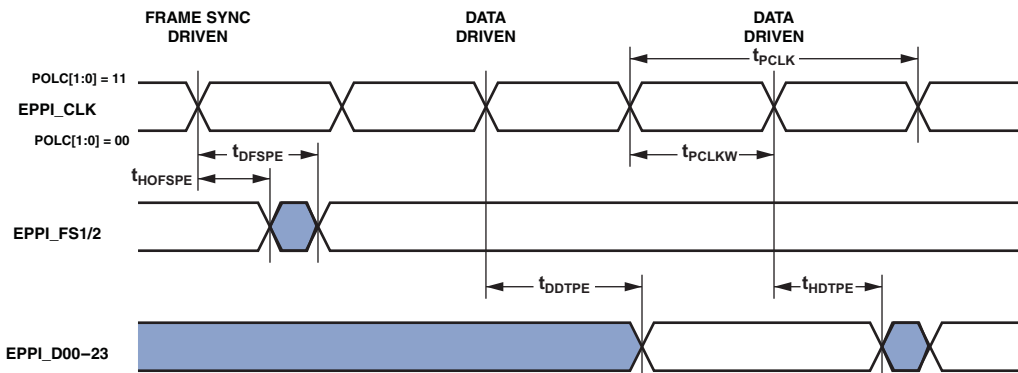 FRAME SYNC
DRIVEN
DATA
DRIVEN
DATA
DRIVEN
tPCLK
POLC[1:0] = 11
EPPI_CLK
POLC[1:0] = 00
tDFSPE
tPCLKW
tHOFSPE
EPPI_FS1/2
tDDTPE
tHDTPE
EPPI_D00–23